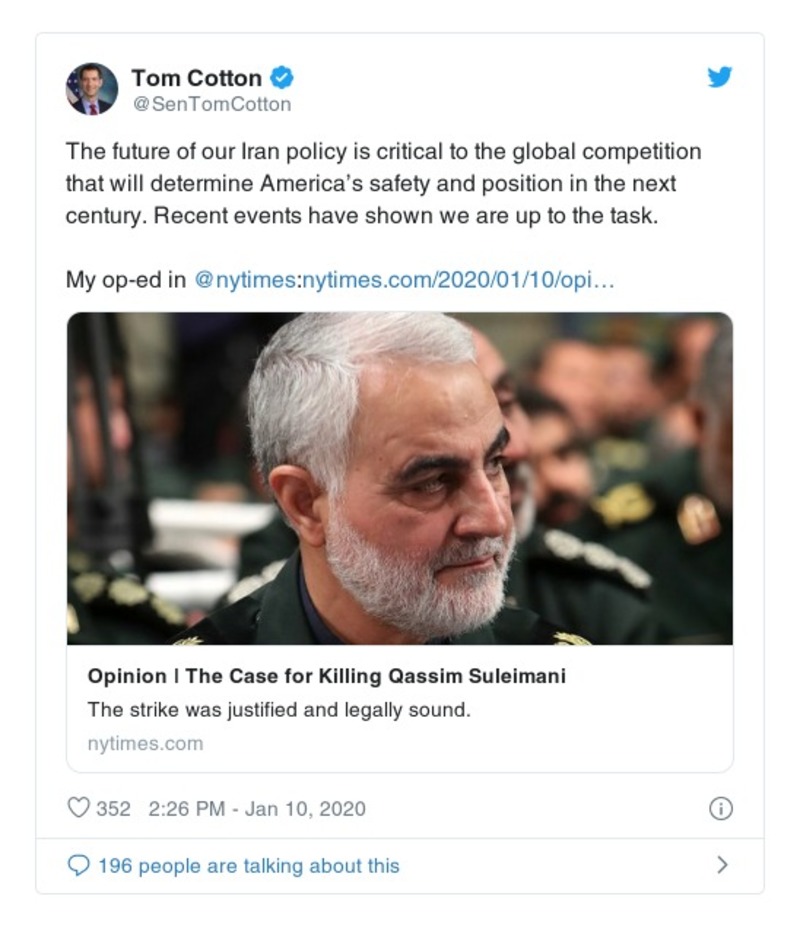 Tom Cotton
@SenTomCotton
The future of our Iran policy is critical to the global competition
that will determine America’s safety and position in the next
century. Recent events have shown we are up to the task.
My op-ed in @nytimes:nytimes.com/2020/01/10/opi…
Opinion | The Case for Killing Qassim Suleimani
The strike was justified and legally sound.
nytimes.com
352 2:26 PM - Jan 10, 2020
196 people are talking about this